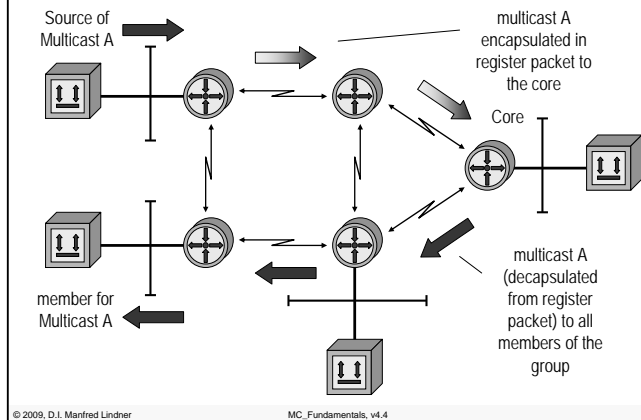 Source of
Multicast A
multicast A
encapsulated in
register packet to
the core
Core
member for
Multicast A
multicast A
(decapsulated
from register
packet) to all
members of the
group
© 2009, D.I. Manfred Lindner
MC_Fundamentals, v4.4